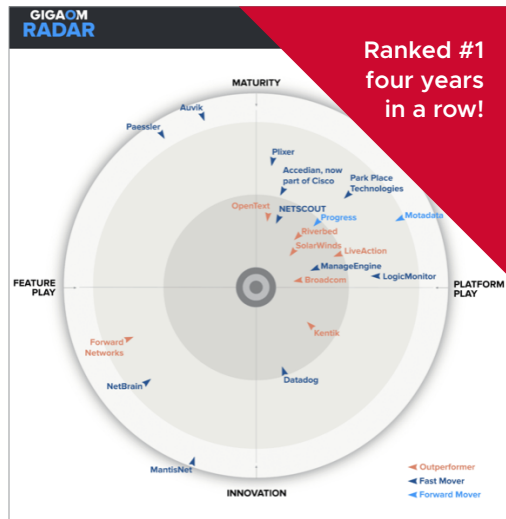 GIGAOM
RADAR
Ranked #1
four years
in a row!
MATURITY
Auvik
Paessler
Plixer
Accedian, now
part of Cisco
Park Place
Technologies
OpenText
NETSCOUT
Progress
Motadata
Riverbed
SolarWinds
LiveAction
ManageEngine
LogicMonitor
Broadcom
FEATURE
PLAY
PLATFORM
PLAY
Kentik
Forward
Networks
NetBrain
Datadog
MantisNet
INNOVATION
Outperformer
Fast Mover
Forward Mover